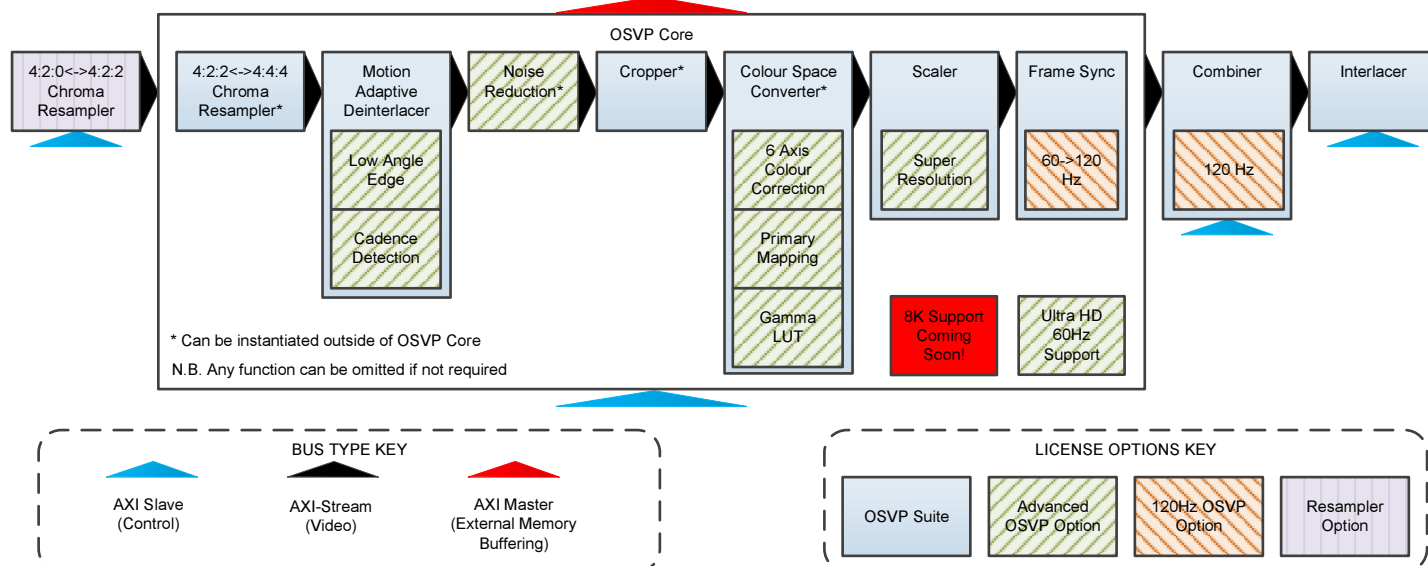 OSVP Core
4:2:0<->4:2:2
Chroma
Resampler
4:2:2<->4:4:4
Chroma
Resampler*
Motion
Adaptive
Deinterlacer
Low Angle
Edge
Cadence
Detection
Noise
Reduction*
Cropper*
Colour Space
Converter*
6 Axis
Colour
Correction
Primary
Mapping
Gamma
LUT
Scaler
Super
Resolution
Frame Sync
60->120
Hz
Combiner
120 Hz
Interlacer
8K Support
Coming
Soon!
Ultra HD
60Hz
Support
* Can be instantiated outside of OSVP Core
N.B. Any function can be omitted if not required
BUS TYPE KEY
AXI Slave
(Control)
AXI-Stream
(Video)
AXI Master
(External Memory
Buffering)
LICENSE OPTIONS KEY
OSVP Suite
Advanced
OSVP Option
120Hz OSVP
Option
Resampler
Option